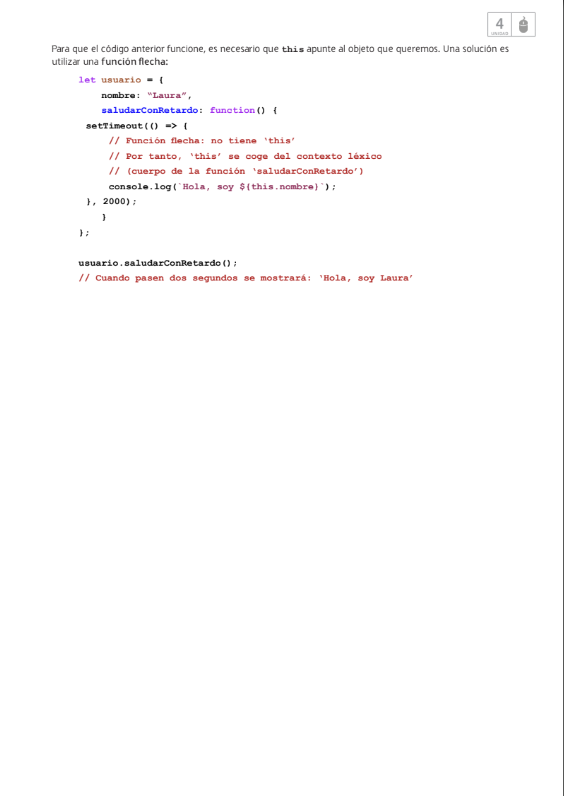 4
UNIDAD
Para que el código anterior funcione, es necesario que this apunte al objeto que queremos. Una solución es
utilizar una función flecha:
let usuario = {
nombre: “Laura”,
saludarConRetardo: function() {
setTimeout(() => {
// Función flecha: no tiene ‘this’
// Por tanto, ‘this’ se coge del contexto léxico
// (cuerpo de la función ‘saludarConRetardo’)
console.log(`Hola, soy ${this.nombre}`);
}, 2000);
}
};
usuario.saludarConRetardo();
// Cuando pasen dos segundos se mostrará: ‘Hola, soy Laura’